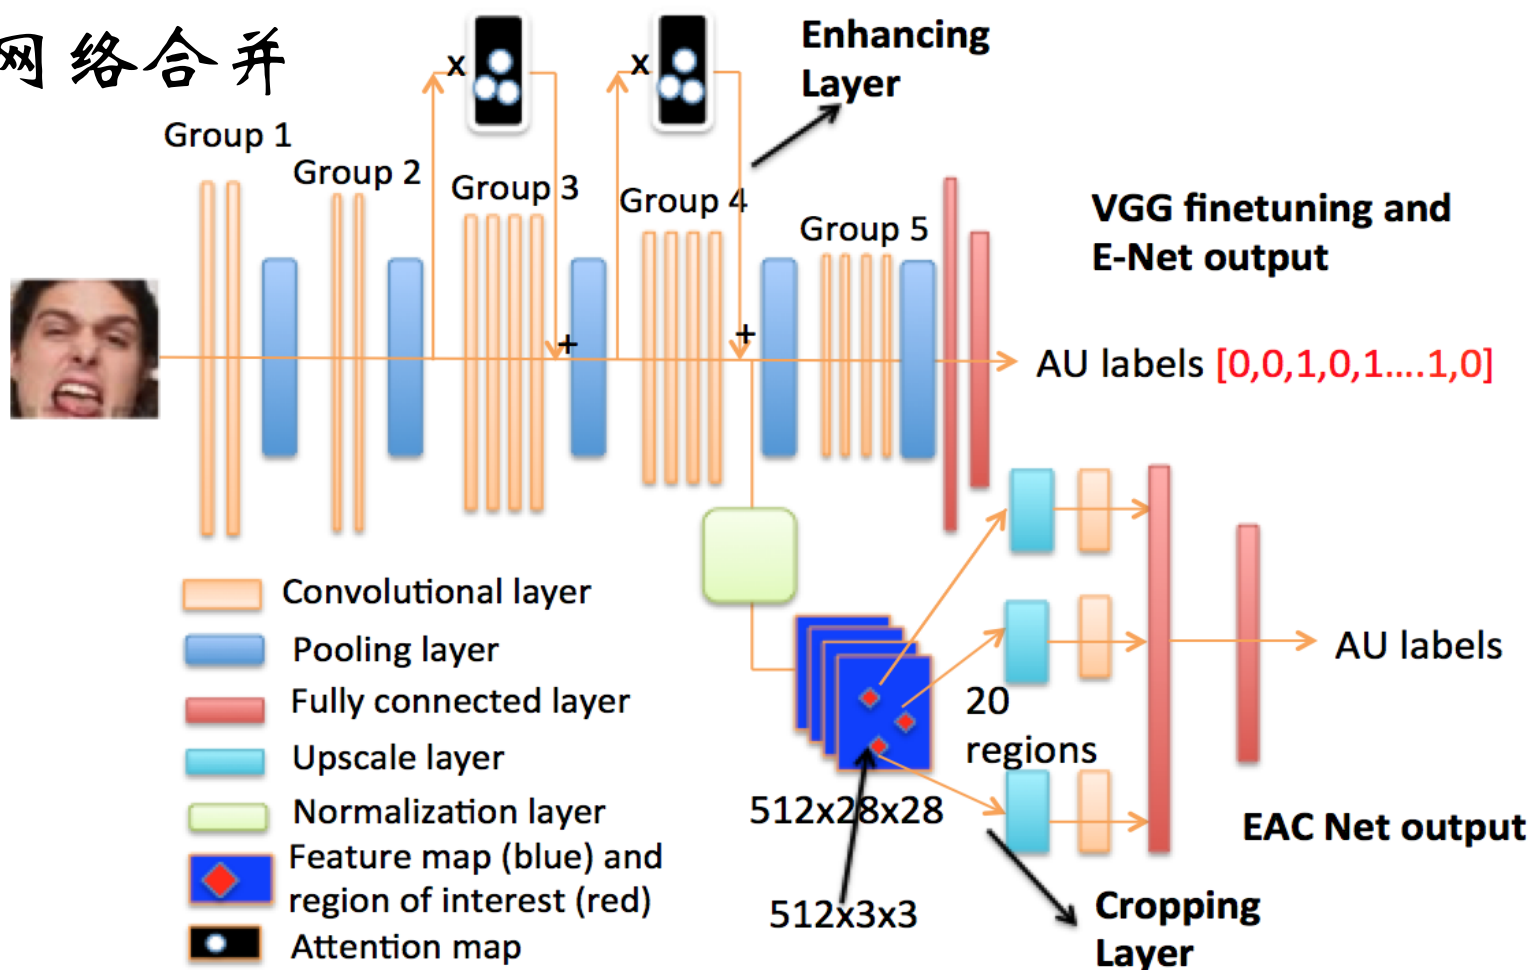 网络合并
Enhancing
Layer
x
x
Group 1
Group 2
Group 3
Group 4
Group 5
VGG finetuning and
E-Net output
+
+
AU labels [0,0,1,0,1....1,0]
Convolutional layer
Pooling layer
Fully connected layer
Upscale layer
Normalization layer
Feature map (blue) and
region of interest (red)
Attention map
20
regions
AU labels
512x28x28
512x3x3
EAC Net output
Cropping
Layer